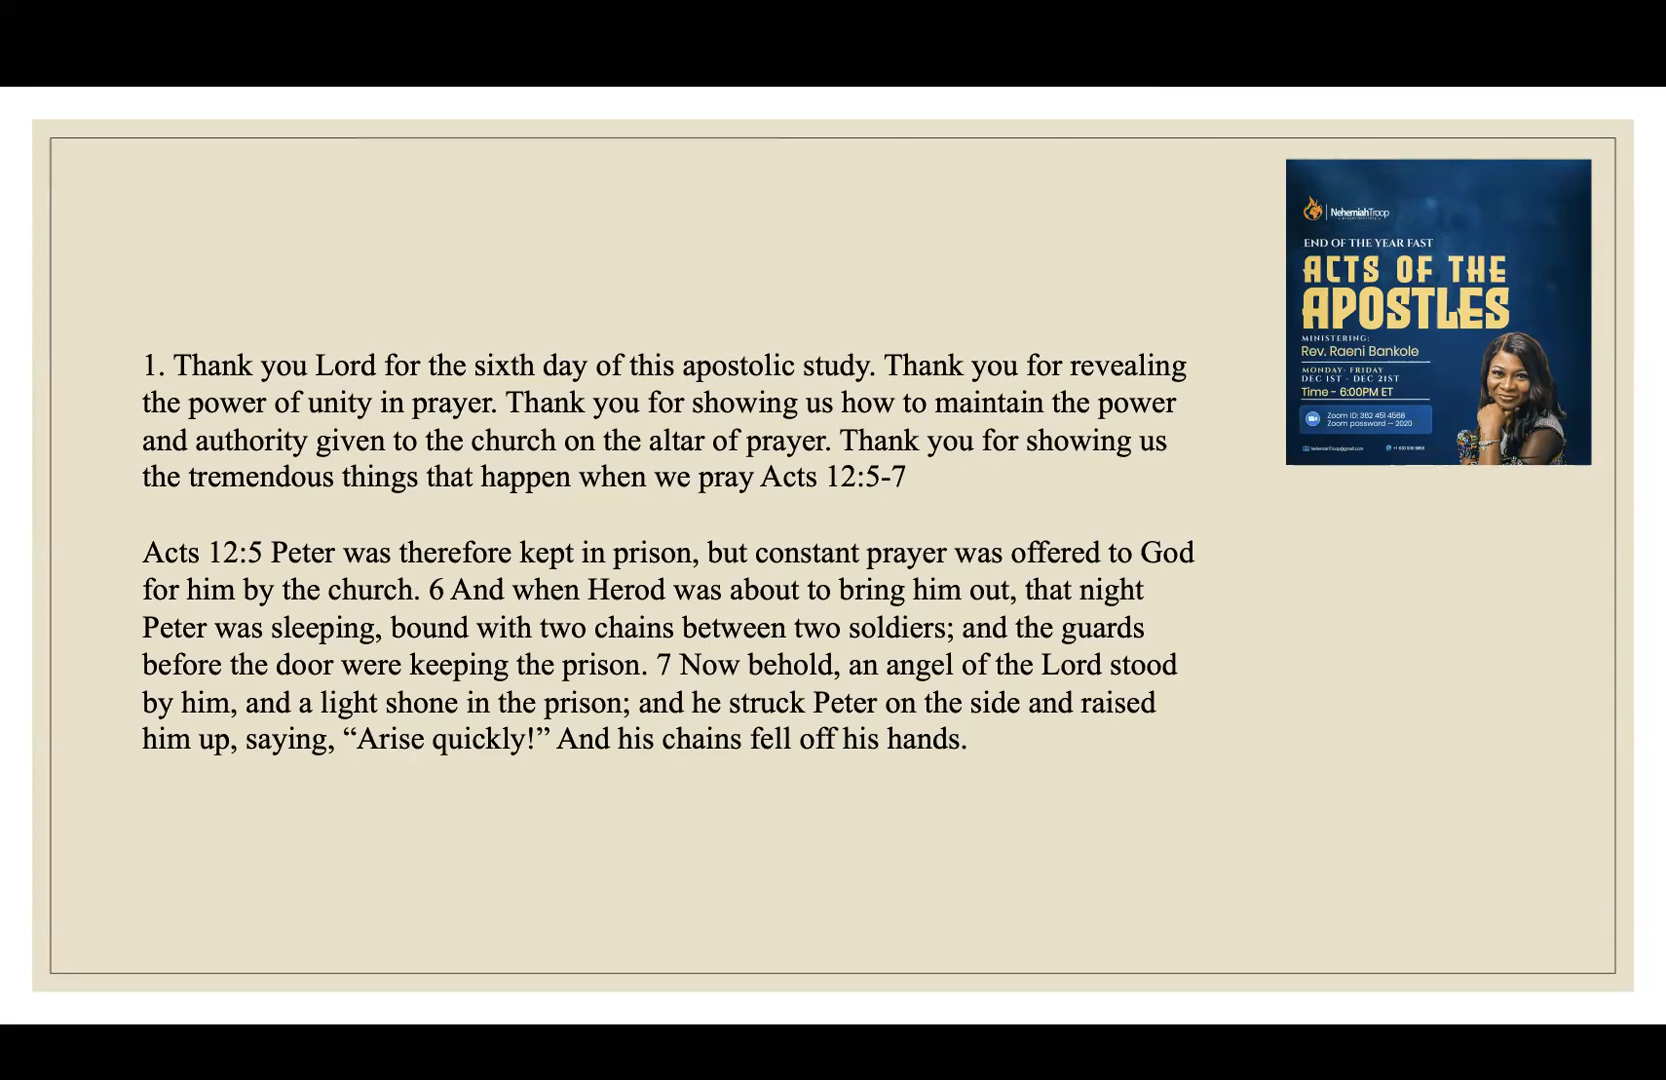 1. Thank you Lord for the sixth day of this apostolic study. Thank you for revealing
the power of unity in prayer. Thank you for showing us how to maintain the power
and authority given to the church on the altar of prayer. Thank you for showing us
the tremendous things that happen when we pray Acts 12:5-7
Acts 12:5 Peter was therefore kept in prison, but constant prayer was offered to God
for him by the church. 6 And when Herod was about to bring him out, that night
Peter was sleeping, bound with two chains between two soldiers; and the guards
before the door were keeping the prison. 7 Now behold, an angel of the Lord stood
by him, and a light shone in the prison; and he struck Peter on the side and raised
him up, saying, “Arise quickly!” And his chains fell off his hands.
NehemiahTroop
END OF THE YEAR FAST
ACTS OF THE
APOSTLES
MINISTERING:
Rev. Raeni Bankole
MONDAY- FRIDAY
DEC 1ST - DEC 21ST
Time - 6:00PM ET
Zoom ID: 362 451 4568
Zoom password — 2020
NehemiahTroop@gmail.com